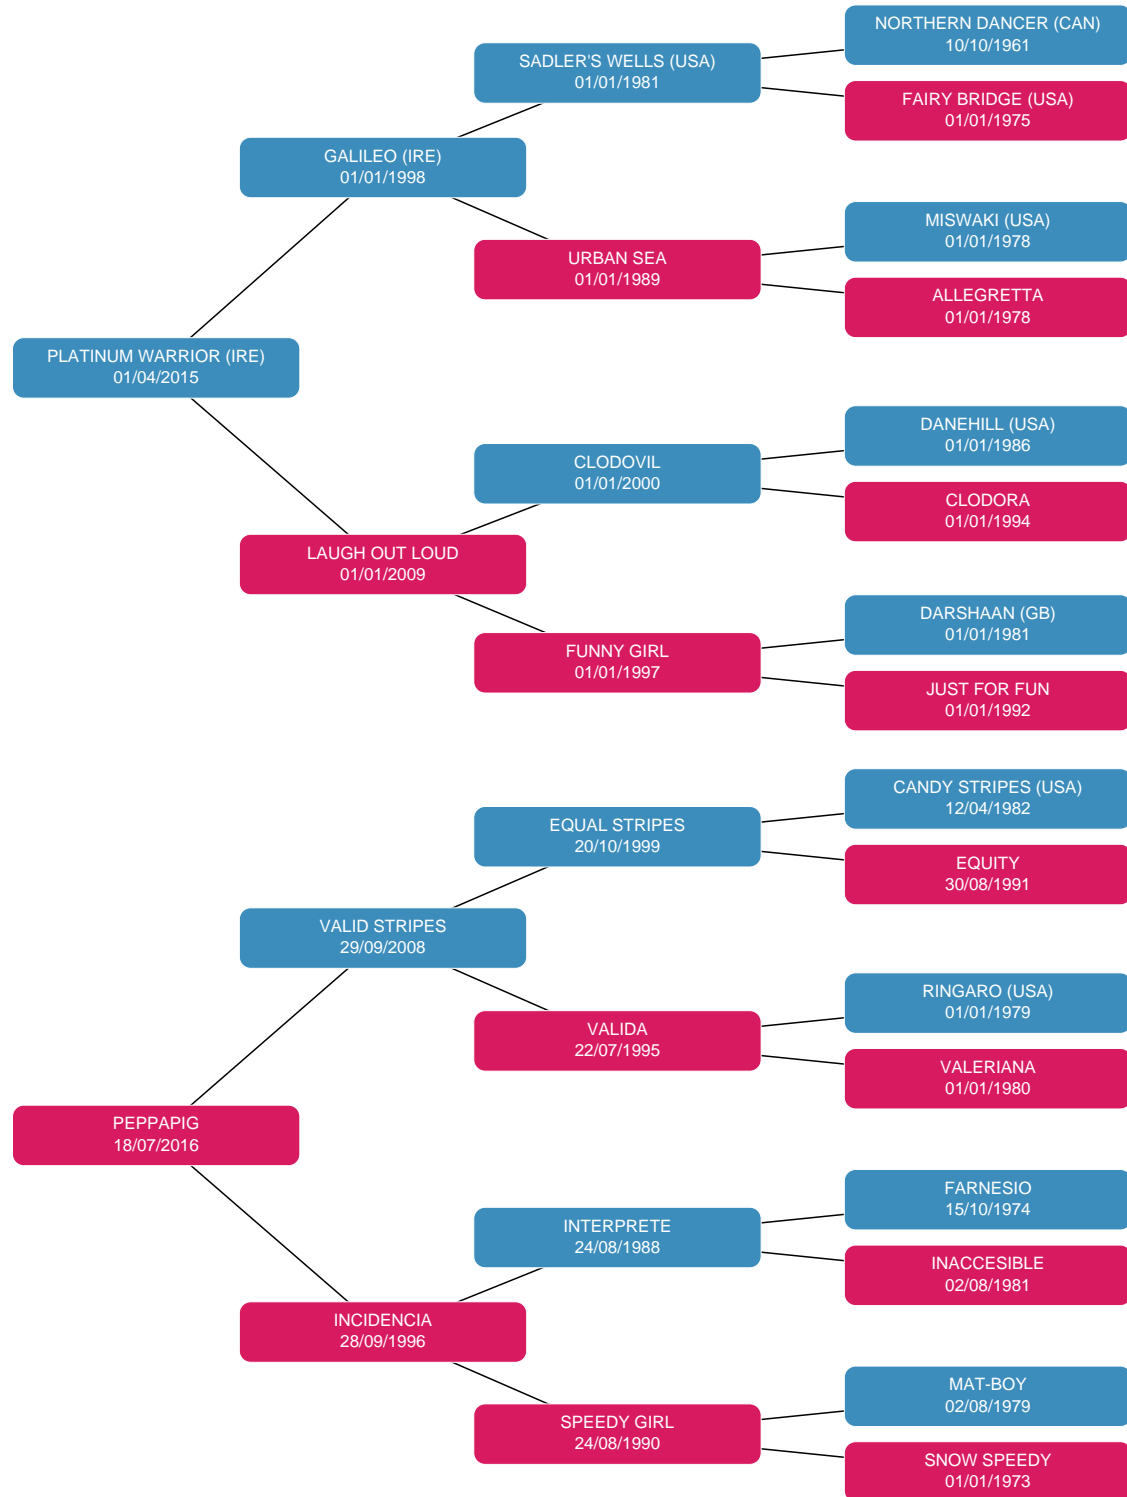 NORTHERN DANCER (CAN)
10/10/1961
SADLER'S WELLS (USA)
01/01/1981
FAIRY BRIDGE (USA)
01/01/1975
GALILEO (IRE)
01/01/1998
MISWAKI (USA)
01/01/1978
URBAN SEA
01/01/1989
ALLEGRETTA
01/01/1978
PLATINUM WARRIOR (IRE)
01/04/2015
DANEHILL (USA)
01/01/1986
CLODOVIL
01/01/2000
CLODORA
01/01/1994
LAUGH OUT LOUD
01/01/2009
DARSHAAN (GB)
01/01/1981
FUNNY GIRL
01/01/1997
JUST FOR FUN
01/01/1992
CANDY STRIPES (USA)
12/04/1982
EQUAL STRIPES
20/10/1999
EQUITY
30/08/1991
VALID STRIPES
29/09/2008
RINGARO (USA)
01/01/1979
VALIDA
22/07/1995
VALERIANA
01/01/1980
PEPPAPIG
18/07/2016
FARNESIO
15/10/1974
INTERPRETE
24/08/1988
INACCESIBLE
02/08/1981
INCIDENCIA
28/09/1996
MAT-BOY
02/08/1979
SPEEDY GIRL
24/08/1990
SNOW SPEEDY
01/01/1973